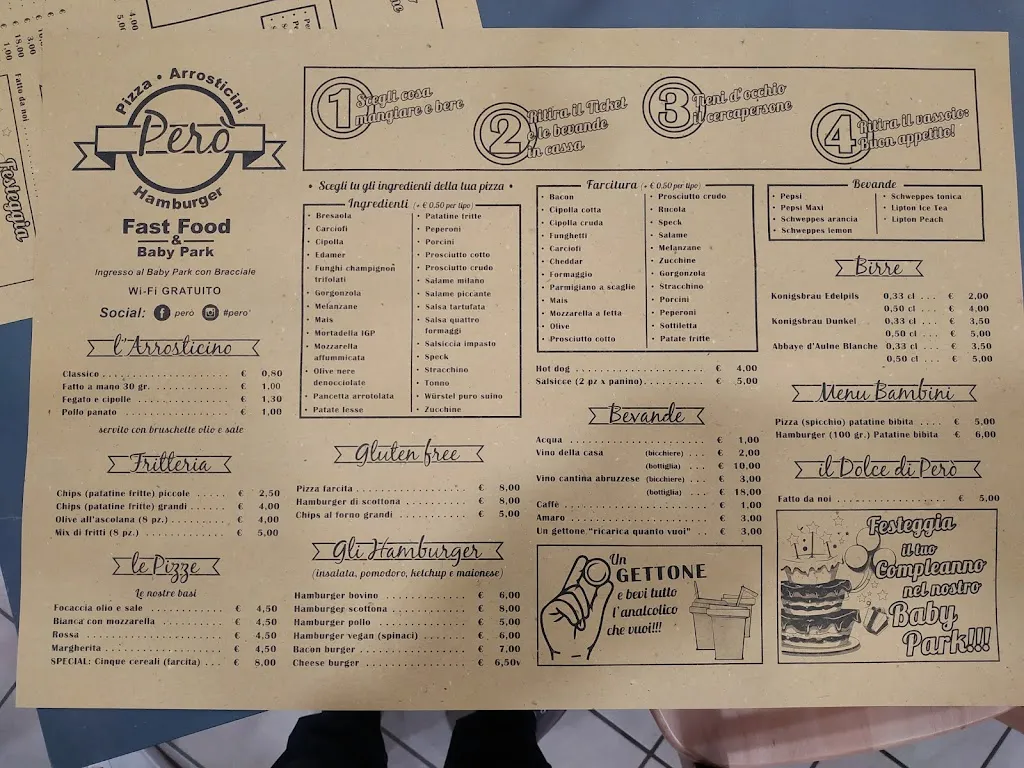 Pizza • Arrosticini
Però
Hamburger
Fast Food
&
Baby Park
Ingresso al Baby Park con Bracciale
Wi-Fi GRATUITO
Social: f però #pero'
l'Arrosticino
Classico . . . € 0,80
Fatto a mano 30 gr. . . . € 1,00
Fegato e cipolle . . . € 1,30
Pollo panato . . . € 1,00
servito con bruschette olio e sale
Fritteria
Chips (patatine fritte) piccole . . . € 2,50
Chips (patatine fritte) grandi . . . € 4,00
Olive all'ascolana (8 pz.) . . . € 4,00
Mix di fritti (8 pz.) . . . € 5,00
le Pizze
Le nostre basi
Focaccia olio e sale . . . € 4,50
Bianca con mozzarella . . . € 4,50
Rossa . . . € 4,50
Margherita . . . € 4,50
SPECIAL: Cinque cereali (farcita) . . . € 8,00
1 Scegli cosa
mangiare e bere
2 Ritira il Ticket
e le bevande
in cassa
3 Tieni d'occhio
il cercapersone
4 Ritira il vassoio:
Buon appetito!
• Scegli tu gli ingredienti della tua pizza •
Ingredienti (+ € 0.50 per tipo)
• Bresaola
• Carciofi
• Cipolla
• Edamer
• Funghi champignon
trifolati
• Gorgonzola
• Melanzane
• Mais
• Mortadella IGP
• Mozzarella
affummicata
• Olive nere
denocciolate
• Pancetta arrotolata
• Patate lesse
• Patatine fritte
• Peperoni
• Porcini
• Prosciutto cotto
• Prosciutto crudo
• Salame milano
• Salame piccante
• Salsa tartufata
• Salsa quattro
formaggi
• Salsiccia impasto
• Speck
• Stracchino
• Tonno
• Würstel puro suino
• Zucchine
Gluten free
Pizza farcita . . . € 8,00
Hamburger di scottona . . . € 8,00
Chips al forno grandi . . . € 5,00
Gli Hamburger
(insalata, pomodoro, ketchup e maionese)
Hamburger bovino . . . € 6,00
Hamburger scottona . . . € 8,00
Hamburger pollo . . . € 5,00
Hamburger vegan (spinaci) . . . € 6,00
Bacon burger . . . € 7,00
Cheese burger . . . € 6,50v
Farcitura (+ € 0.50 per tipo)
• Bacon
• Cipolla cotta
• Cipolla cruda
• Funghetti
• Carciofi
• Cheddar
• Formaggio
• Parmigiano a scaglie
• Mais
• Mozzarella a fetta
• Olive
• Prosciutto cotto
• Prosciutto crudo
• Rucola
• Speck
• Salame
• Melanzane
• Zucchine
• Gorgonzola
• Stracchino
• Porcini
• Peperoni
• Sottiletta
• Patate fritte
Hot dog . . . € 4,00
Salsicce (2 pz x panino) . . . € 5,00
Bevande
Acqua . . . € 1,00
Vino della casa (bicchiere) . . . € 2,00
(bottiglia) . . . € 10,00
Vino cantina abruzzese (bicchiere) . . . € 3,00
(bottiglia) . . . € 18,00
Caffè . . . € 1,00
Amaro . . . € 3,00
Un gettone "ricarica quanto vuoi" . . € 3,00
Un
GETTONE
e bevi tutto
l'analcolico
che vuoi!!!
Bevande
• Pepsi
• Pepsi Maxi
• Schweppes arancia
• Schweppes lemon
• Schweppes tonica
• Lipton Ice Tea
• Lipton Peach
Birre
Konigsbrau Edelpils 0,33 cl . . . € 2,00
0,50 cl . . . € 4,00
Konigsbrau Dunkel . 0,33 cl . . . € 3,50
0,50 cl . . . € 5,00
Abbaye d'Aulne Blanche 0,33 cl . . . € 3,50
0,50 cl . . . € 5,00
Menu Bambini
Pizza (spicchio) patatine bibita . . . € 5,00
Hamburger (100 gr.) Patatine bibita € 6,00
il Dolce di Però
Fatto da noi . . . € 5,00
Festeggia
il tuo
Compleanno
nel nostro
Baby
Park!!!
4,00
5,00
3,00
18,00
1,00
Fatto da noi
Festeggia